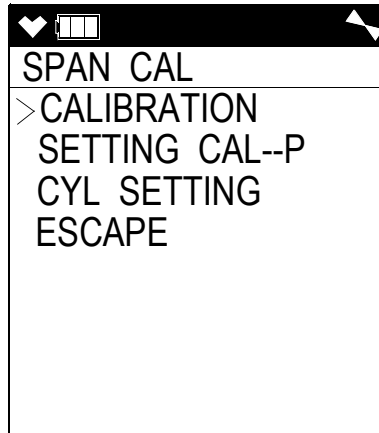 SPAN CAL
>CALIBRATION
SETTING CAL--P
CYL SETTING
ESCAPE